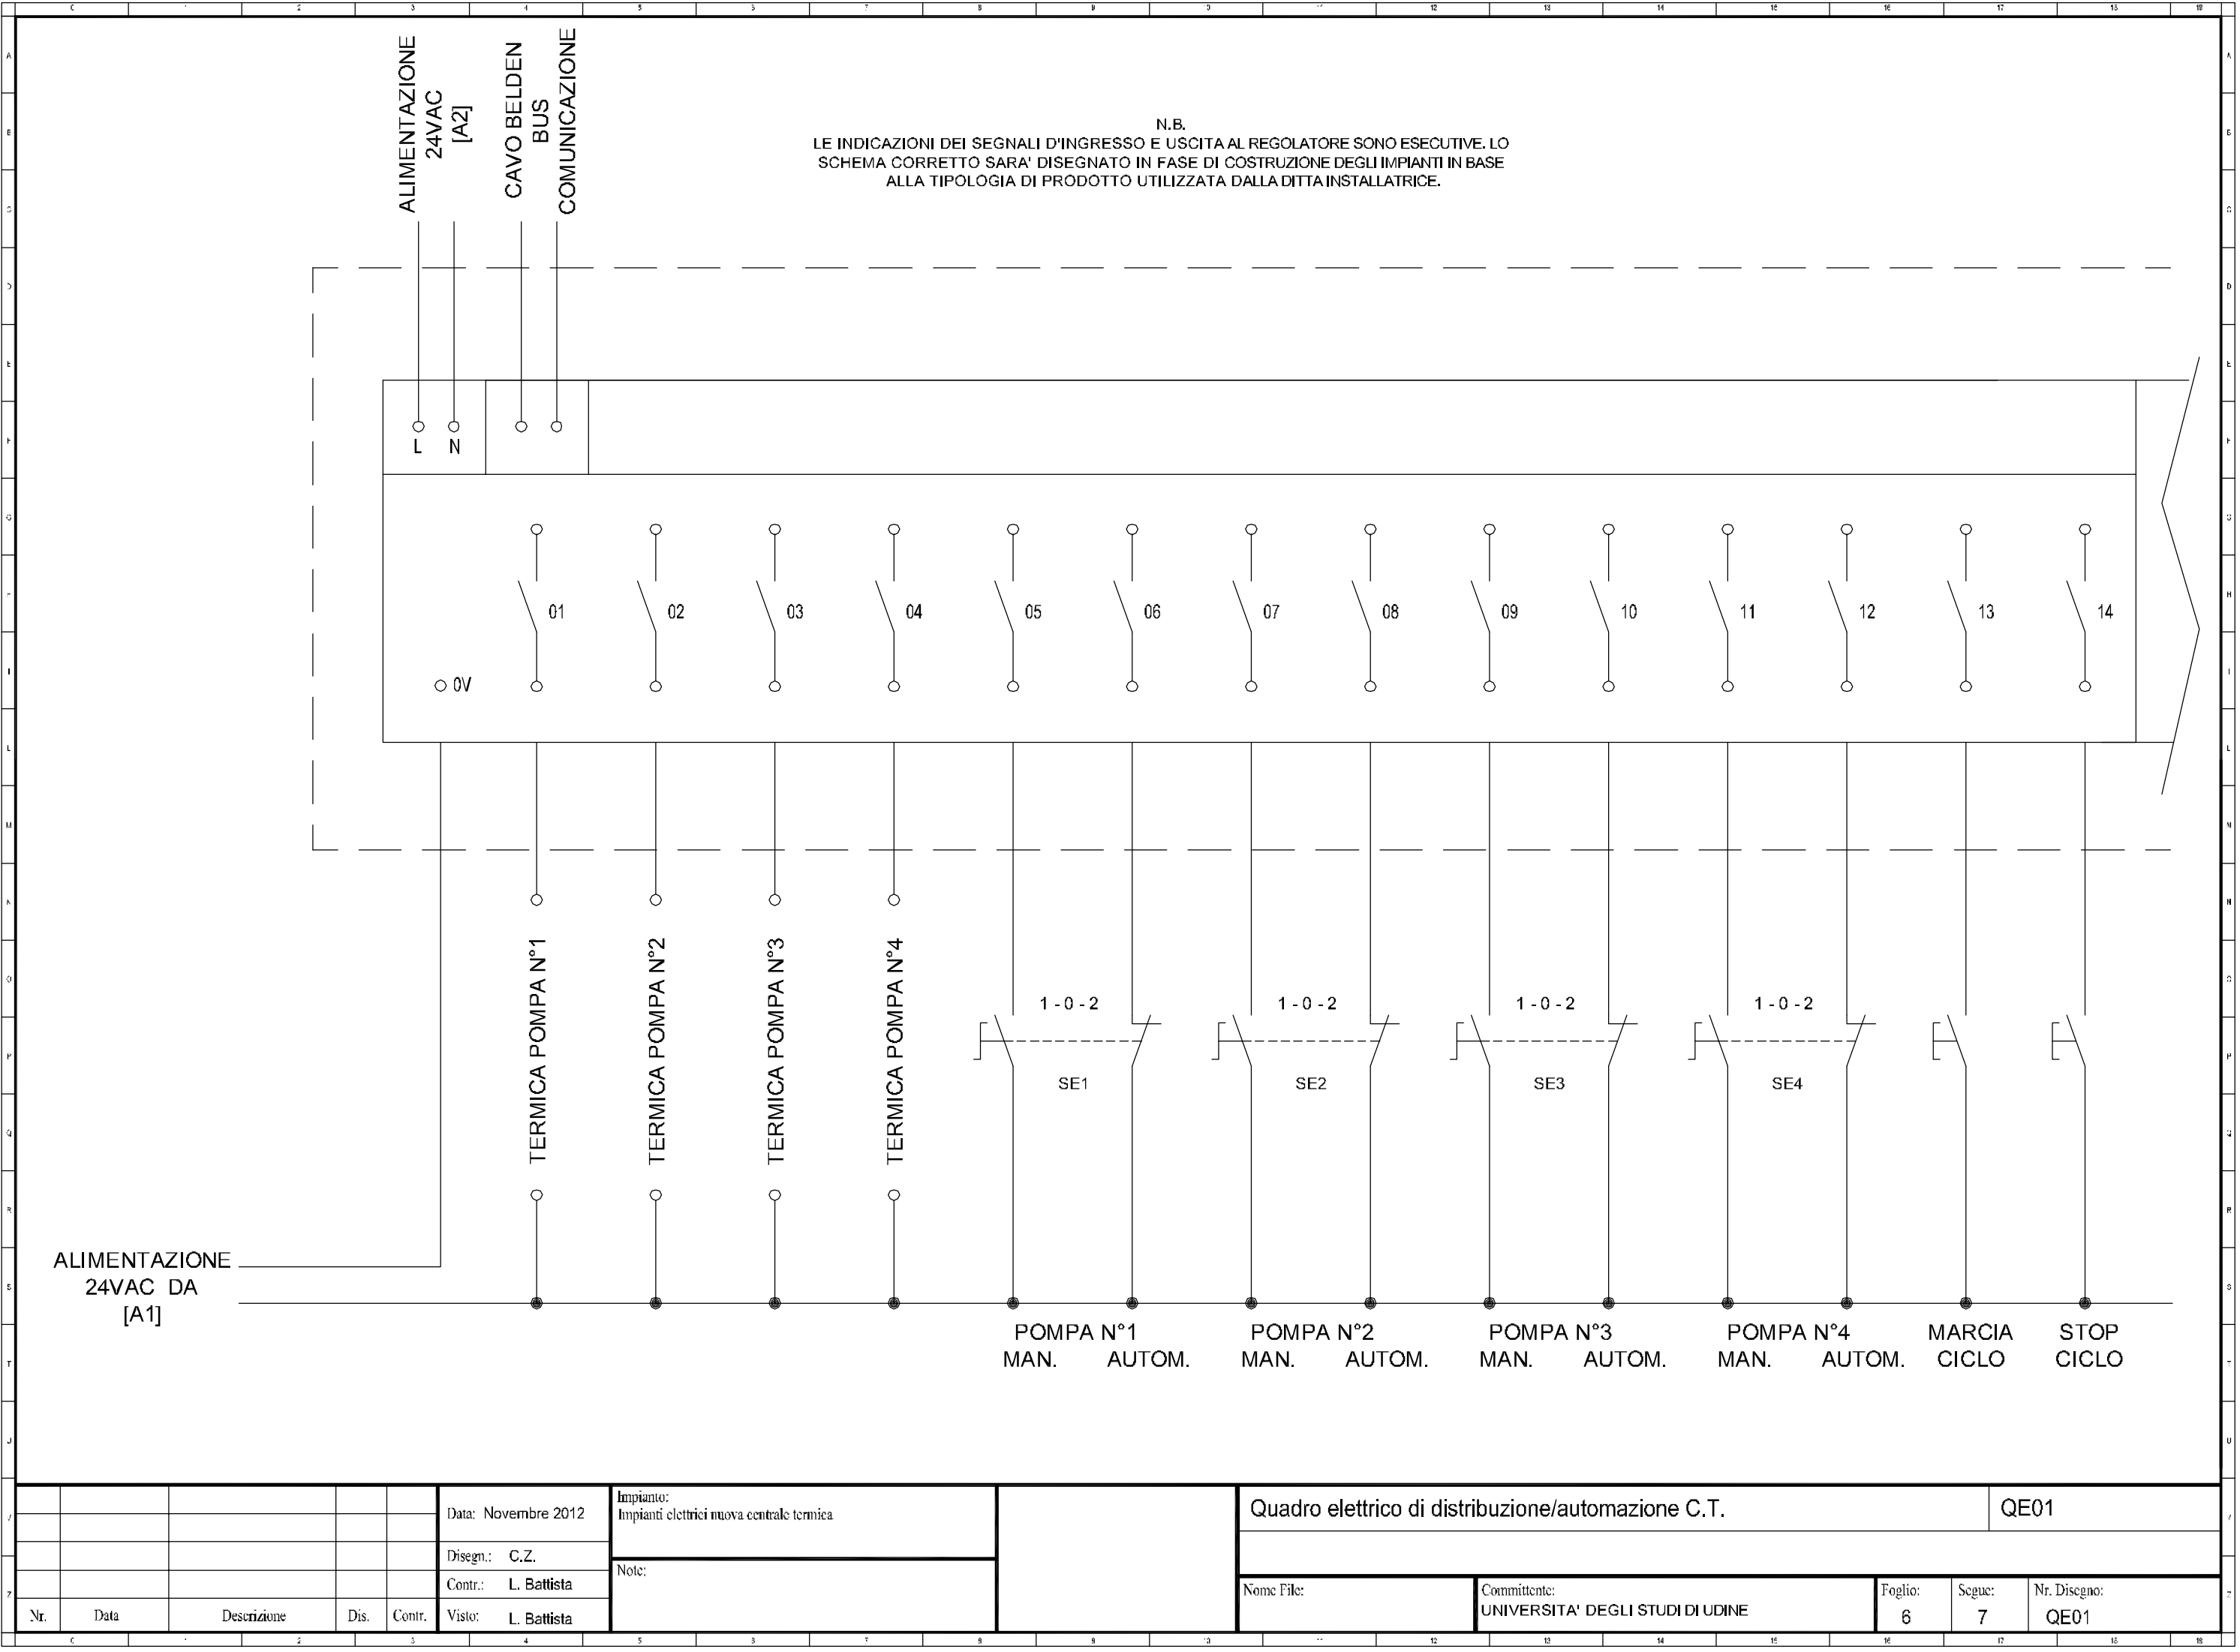 ALIMENTAZIONE
24VAC
[A2]
CAVO BELDEN
BUS
COMUNICAZIONE
N.B.
LE INDICAZIONI DEI SEGNALI D'INGRESSO E USCITA AL REGOLATORE SONO ESECUTIVE. LO
SCHEMA CORRETTO SARA' DISEGNATO IN FASE DI COSTRUZIONE DEGLI IMPIANTI IN BASE
ALLA TIPOLOGIA DI PRODOTTO UTILIZZATA DALLA DITTA INSTALLATRICE.
L N
01 02 03 04 05 06 07 08 09 10 11 12 13 14
0V
TERMICA POMPA N°1
TERMICA POMPA N°2
TERMICA POMPA N°3
TERMICA POMPA N°4
1 - 0 - 2 1 - 0 - 2 1 - 0 - 2 1 - 0 - 2
SE1 SE2 SE3 SE4
ALIMENTAZIONE
24VAC DA
[A1]
POMPA N°1 POMPA N°2 POMPA N°3 POMPA N°4 MARCIA STOP
MAN. AUTOM. MAN. AUTOM. MAN. AUTOM. MAN. AUTOM. CICLO CICLO
Data: Novembre 2012
Disegn.: C.Z.
Contr.: L. Battista
Nr. Data Descrizione Dis. Contr. Visto: L. Battista
Impianto:
Impianti elettrici nuova centrale termica
Note:
Quadro elettrico di distribuzione/automazione C.T. QE01
Nome File:
Committente:
UNIVERSITA' DEGLI STUDI DI UDINE
Foglio: Segue: Nr. Disegno:
6 7 QE01